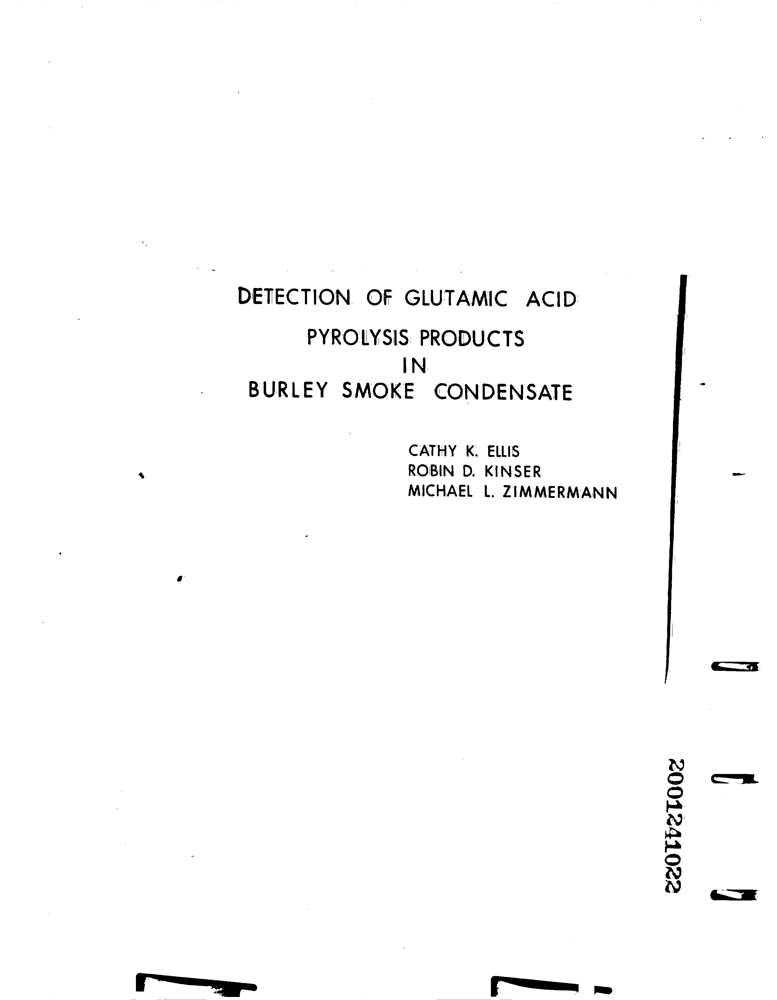 DETECTION OF GLUTAMIC ACID
PYROLYSIS PRODUCTS
IN
BURLEY SMOKE CONDENSATE
CATHY K. ELLIS
ROBIN D. KINSER
MICHAEL L. ZIMMERMANN
2001241022